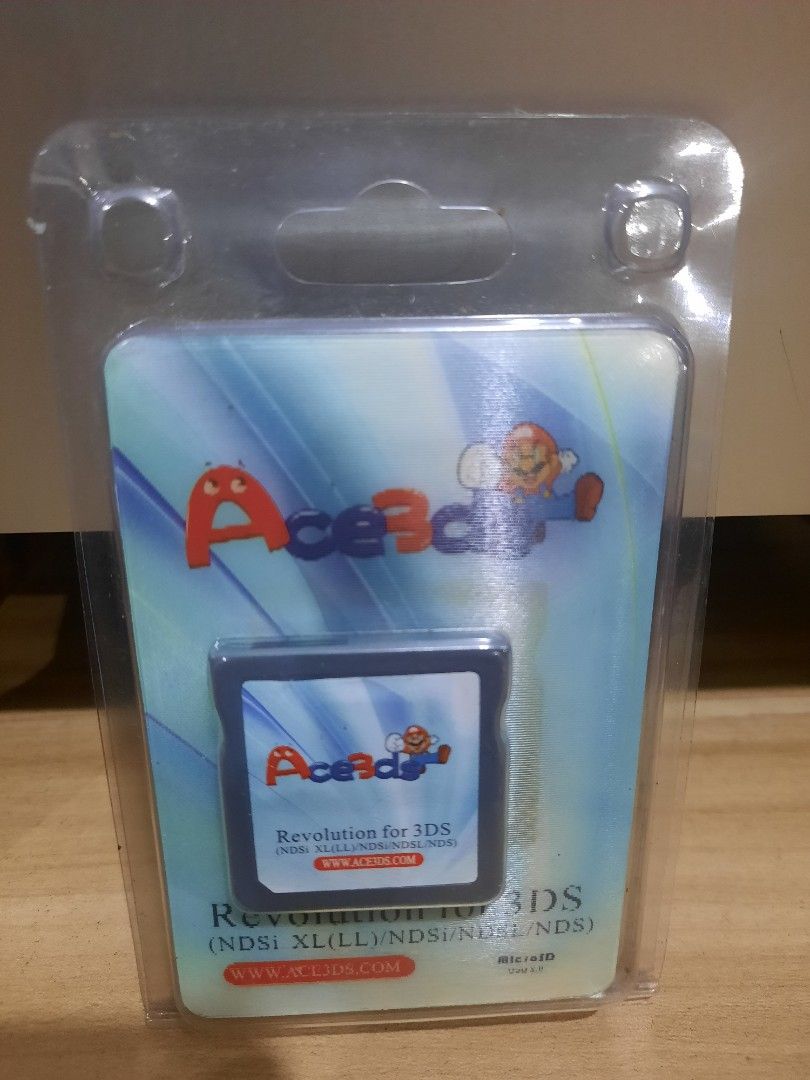 Ace3ds
Ace3ds
Revolution for 3DS
(NDSi XL(LL)/NDSi/NDSL/NDS)
WWW.ACE3DS.COM
Revolution for 3DS
(NDSi XL(LL)/NDSi/NDSL/NDS)
WWW.ACE3DS.COM